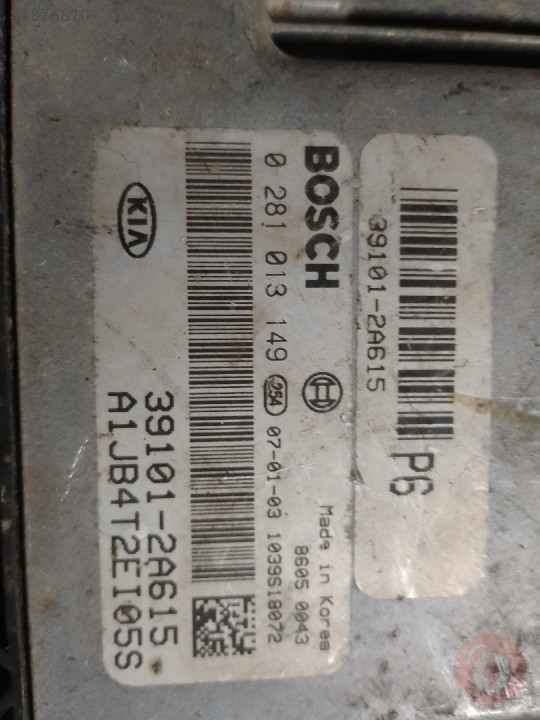 39101-2A615
P6
BOSCH
0 281 013 149 254 07-01-03 1039S18072
Made in Korea
8605 0043
KIA
39101-2A615
A1JB4T2EI05S